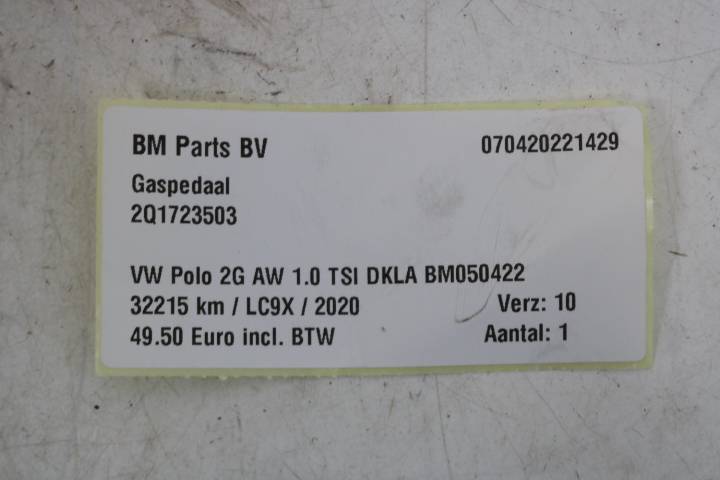 BM Parts BV 070420221429
Gaspedaal
2Q1723503
VW Polo 2G AW 1.0 TSI DKLA BM050422
32215 km / LC9X / 2020 Verz: 10
49.50 Euro incl. BTW Aantal: 1